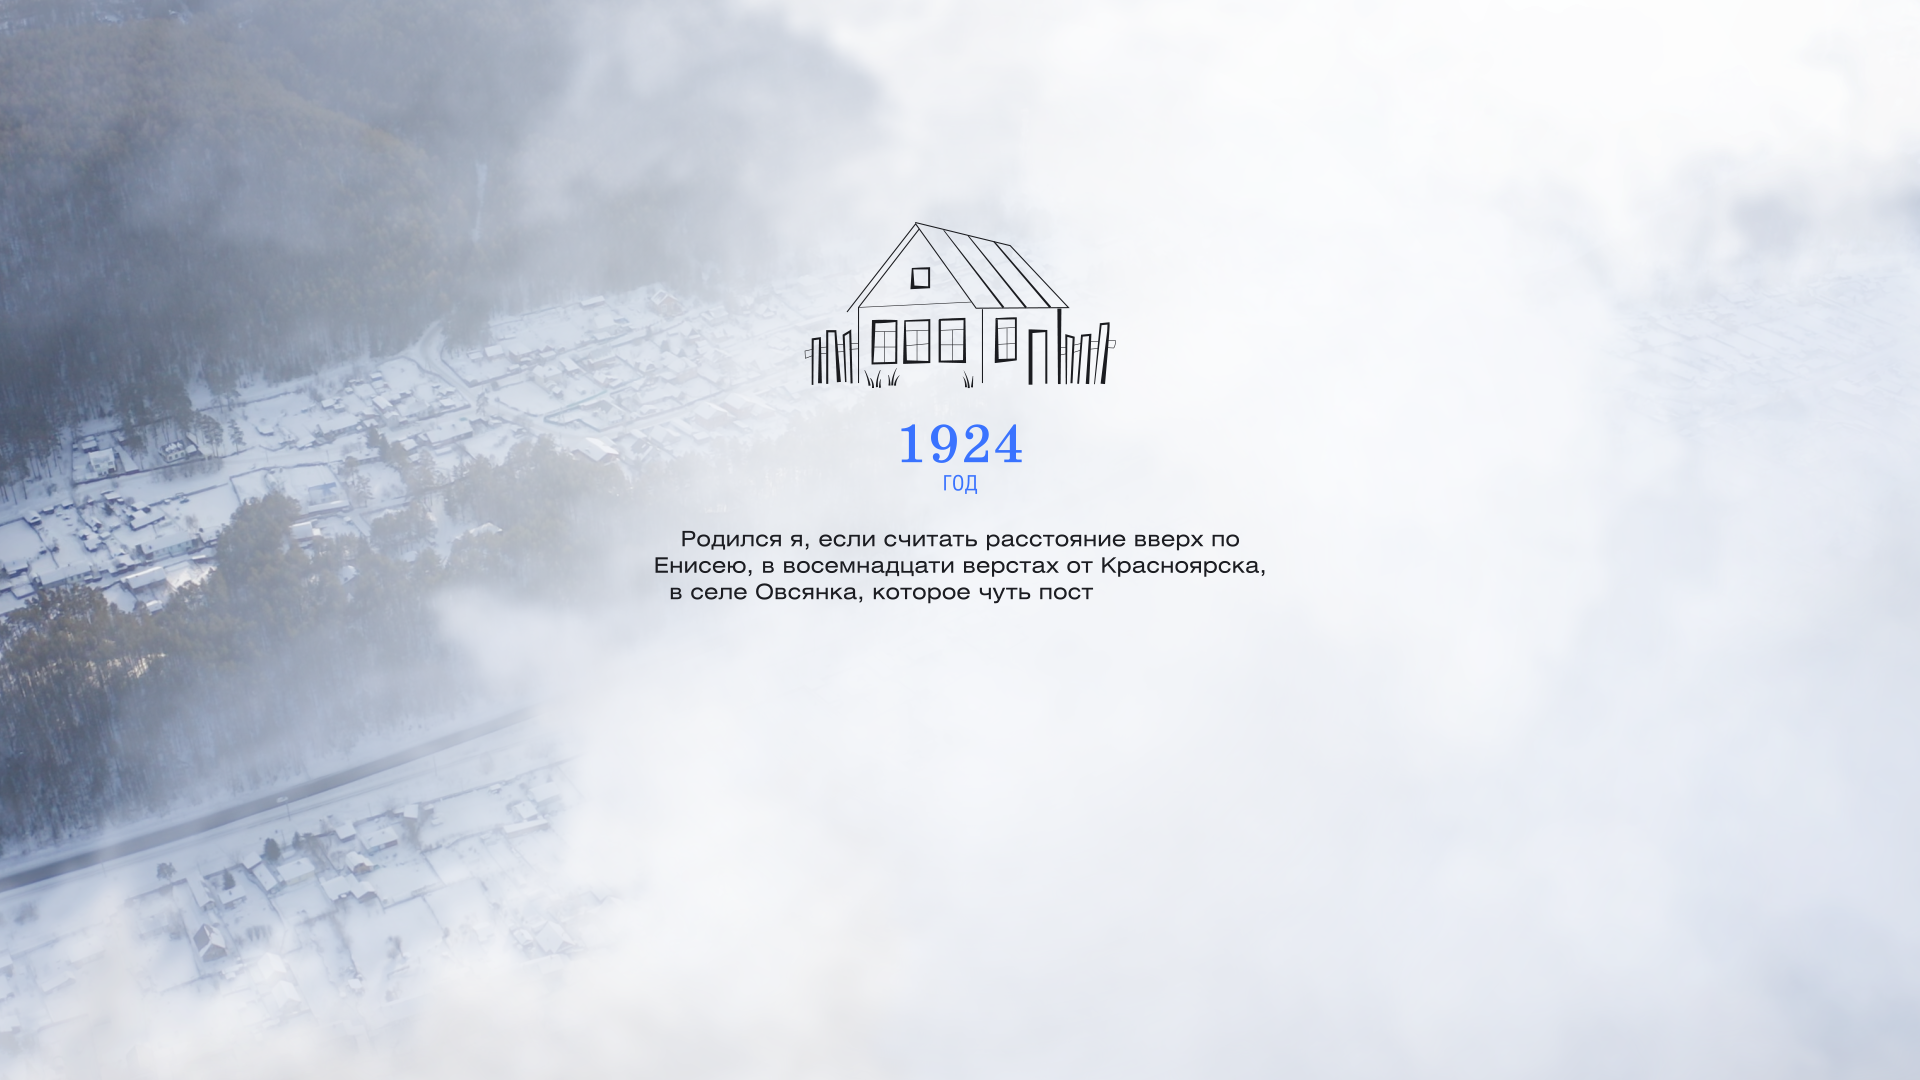 1924
ГОД
Родился я, если считать расстояние вверх по
Енисею, в восемнадцати верстах от Красноярска,
в селе Овсянка, которое чуть пост